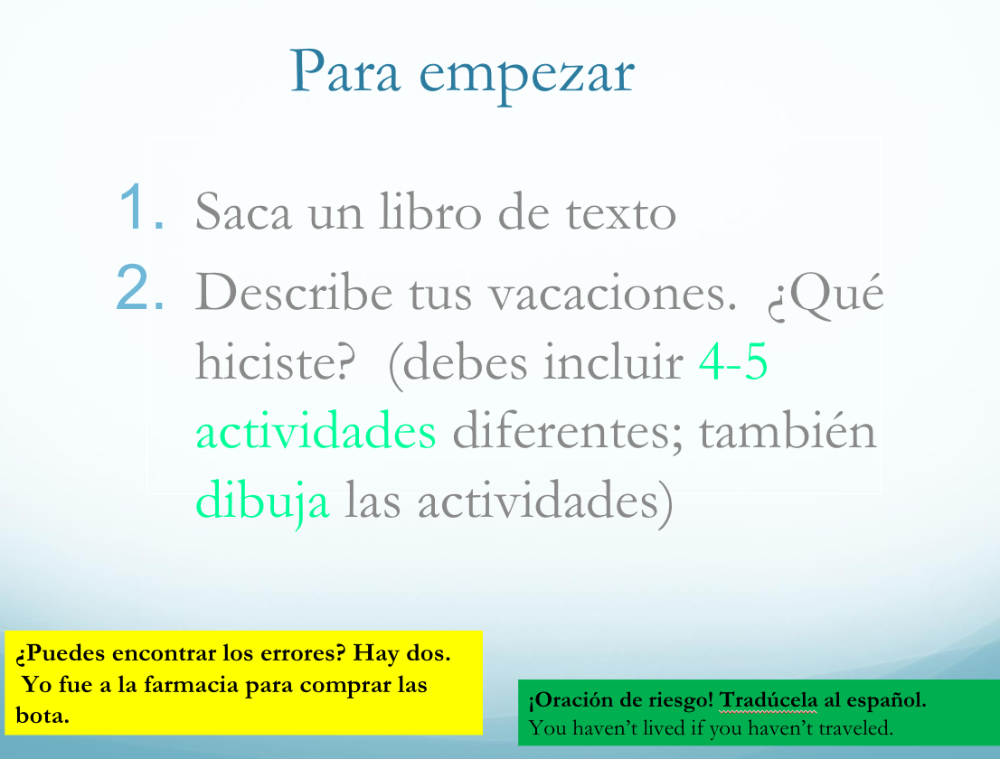 Para empezar
1. Saca un libro de texto
2. Describe tus vacaciones. ¿Qué
hiciste? (debes incluir 4-5
actividades diferentes; también
dibuja las actividades)
¿Puedes encontrar los errores? Hay dos.
Yo fue a la farmacia para comprar las
bota.
¡Oración de riesgo! Tradúcela al español.
You haven’t lived if you haven’t traveled.